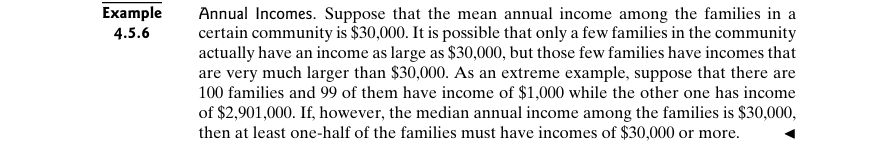 Example 4.5.6
Annual Incomes. Suppose that the mean annual income among the families in a
certain community is $30,000. It is possible that only a few families in the community
actually have an income as large as $30,000, but those few families have incomes that
are very much larger than $30,000. As an extreme example, suppose that there are
100 families and 99 of them have income of $1,000 while the other one has income
of $2,901,000. If, however, the median annual income among the families is $30,000,
then at least one-half of the families must have incomes of $30,000 or more. ◄